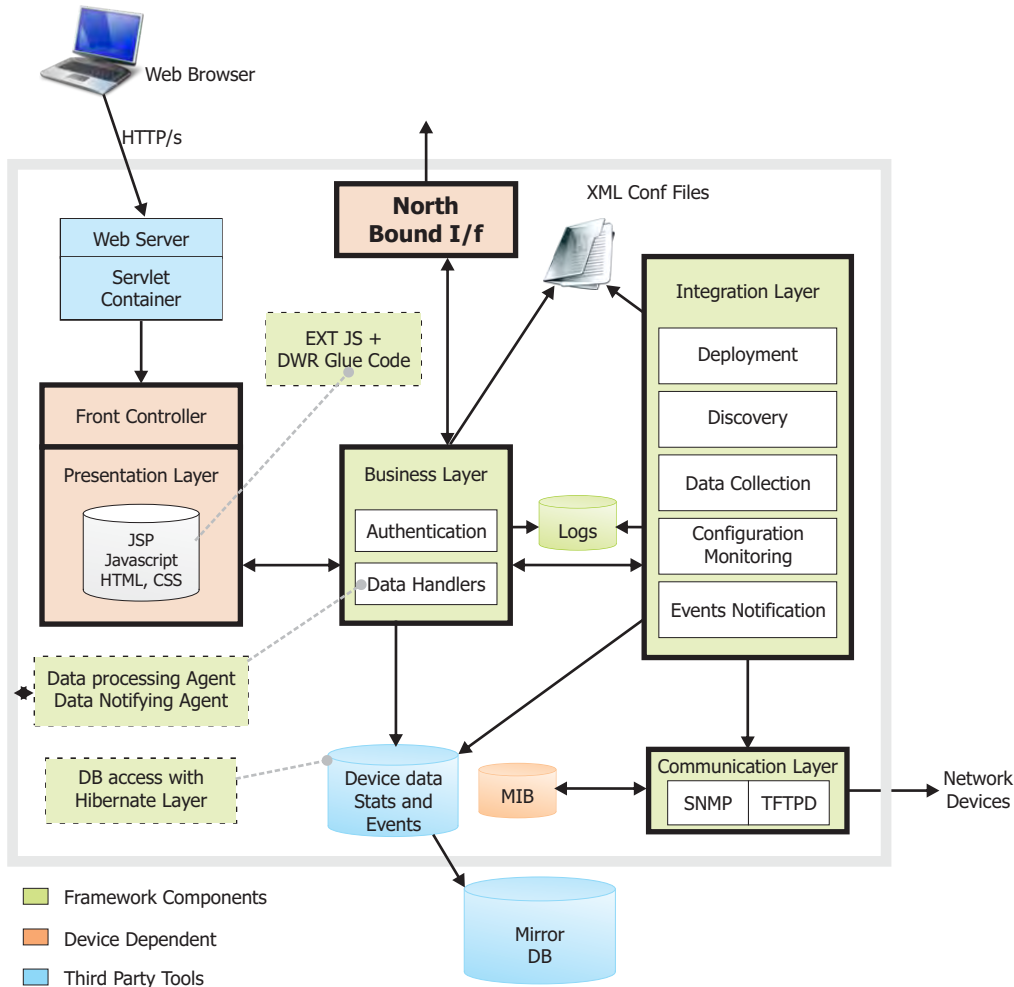 Web Browser
HTTP/s
North
Bound I/f
XML Conf Files
Web Server
Servlet
Container
EXT JS +
DWR Glue Code
Integration Layer
Deployment
Discovery
Data Collection
Configuration
Monitoring
Events Notification
Front Controller
Presentation Layer
JSP
Javascript
HTML, CSS
Business Layer
Authentication
Data Handlers
Logs
Data processing Agent
Data Notifying Agent
DB access with
Hibernate Layer
Device data
Stats and
Events
MIB
Communication Layer
SNMP
TFTPD
Network
Devices
Mirror
DB
Framework Components
Device Dependent
Third Party Tools